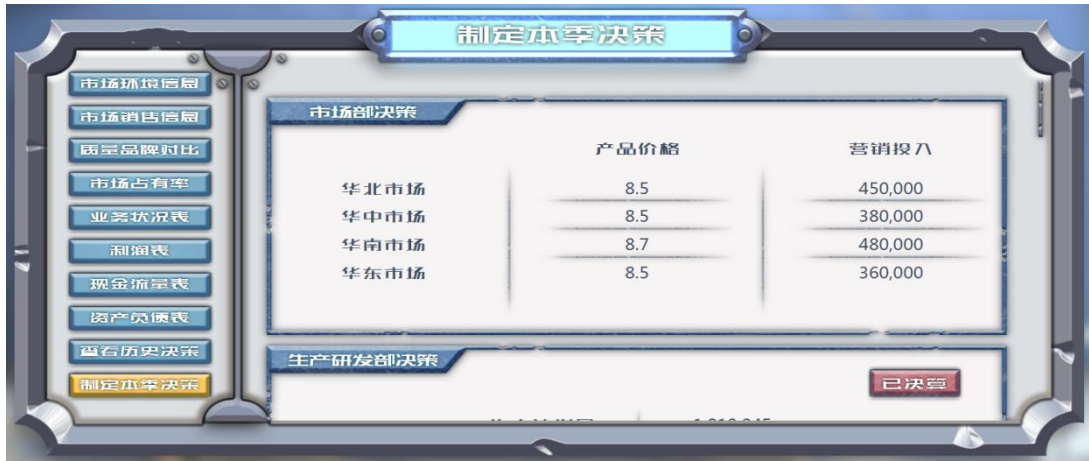 制定本季决策
市场环境信息
市场销售信息
质量品牌对比
市场占有率
业务状况表
利润表
现金流量表
资产负债表
查看历史决策
制定本季决策
市场部决策
产品价格 营销投入
华北市场 8.5 450,000
华中市场 8.5 380,000
华南市场 8.7 480,000
华东市场 8.5 360,000
生产研发部决策
已决算